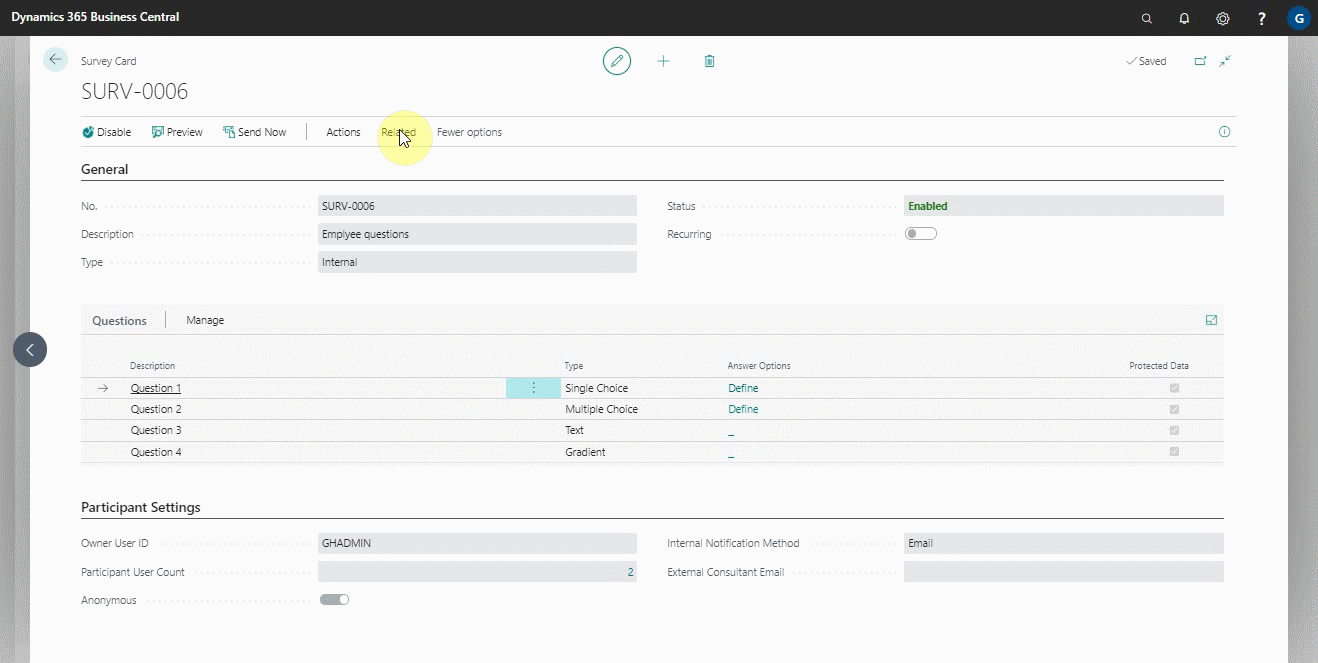 Dynamics 365 Business Central
? G
Survey Card
Saved
SURV-0006
Disable Preview Send Now Actions Related Fewer options
General
No. SURV-0006 Status Enabled
Description Emplyee questions Recurring
Type Internal
Questions Manage
Description Type Answer Options Protected Data
Question 1 Single Choice Define
Question 2 Multiple Choice Define
Question 3 Text _
Question 4 Gradient _
Participant Settings
Owner User ID GHADMIN Internal Notification Method Email
Participant User Count 2 External Consultant Email
Anonymous